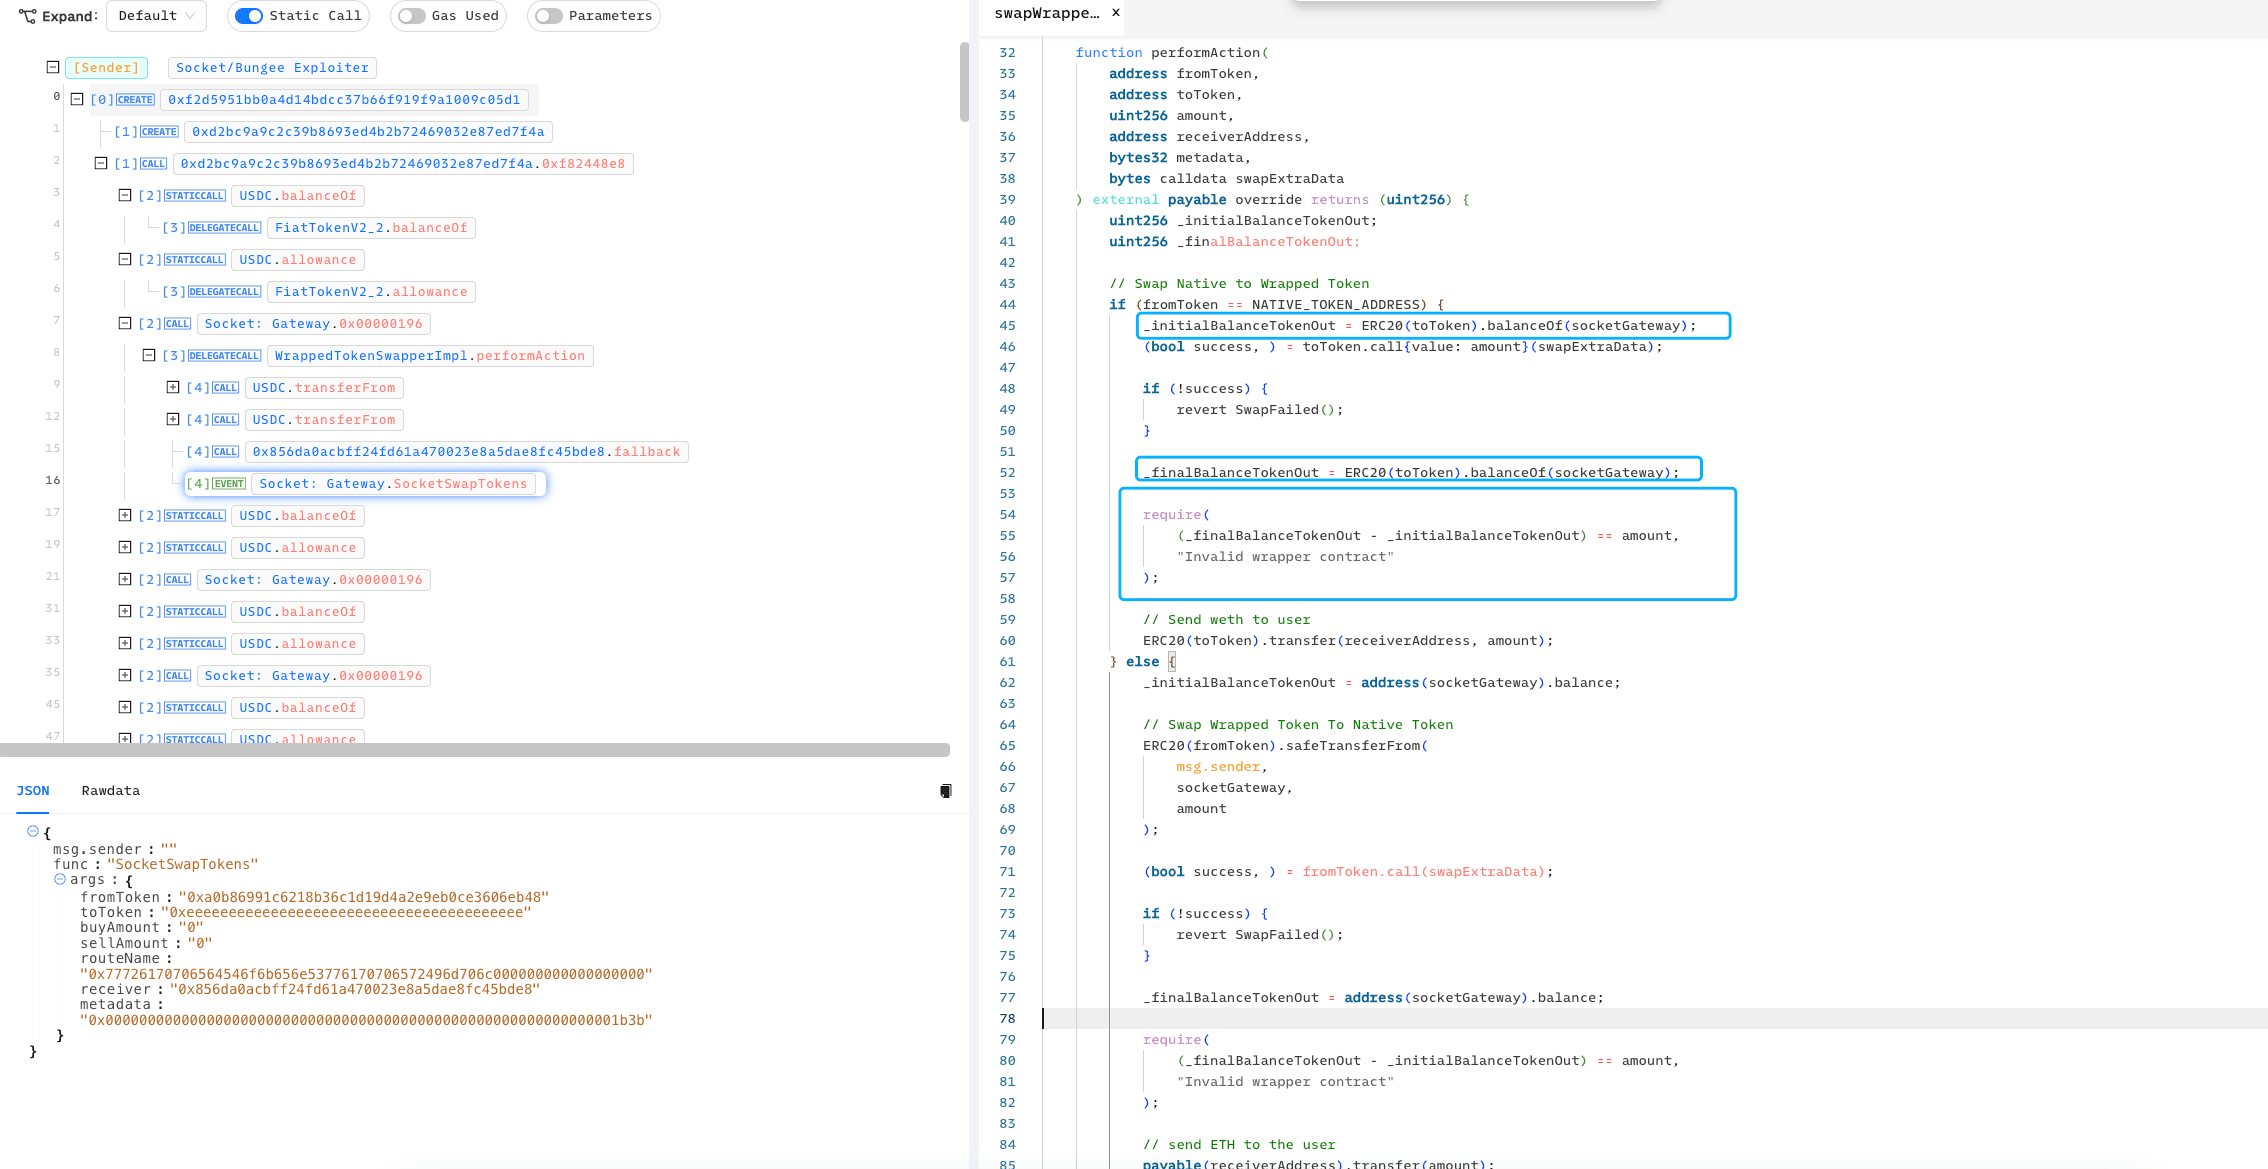 Expand:
Default
Static Call
Gas Used
Parameters
[Sender] Socket/Bungee Exploiter
0 [0]CREATE 0xf2d5951bb0a4d14bdcc37b66f919f9a1009c05d1
1 [1]CREATE 0xd2bc9a9c2c39b8693ed4b2b72469032e87ed7f4a
2 [1]CALL 0xd2bc9a9c2c39b8693ed4b2b72469032e87ed7f4a.0xf82448e8
3 [2]STATICCALL USDC.balanceOf
4 [3]DELEGATECALL FiatTokenV2_2.balanceOf
5 [2]STATICCALL USDC.allowance
6 [3]DELEGATECALL FiatTokenV2_2.allowance
7 [2]CALL Socket: Gateway.0x00000196
8 [3]DELEGATECALL WrappedTokenSwapperImpl.performAction
9 [4]CALL USDC.transferFrom
12 [4]CALL USDC.transferFrom
15 [4]CALL 0x856da0acbff24fd61a470023e8a5dae8fc45bde8.fallback
16 [4]EVENT Socket: Gateway.SocketSwapTokens
17 [2]STATICCALL USDC.balanceOf
19 [2]STATICCALL USDC.allowance
21 [2]CALL Socket: Gateway.0x00000196
31 [2]STATICCALL USDC.balanceOf
33 [2]STATICCALL USDC.allowance
35 [2]CALL Socket: Gateway.0x00000196
45 [2]STATICCALL USDC.balanceOf
47 [2]STATICCALL USDC.allowance
JSON
Rawdata
{
msg.sender : ""
func : "SocketSwapTokens"
args : {
fromToken : "0xa0b86991c6218b36c1d19d4a2e9eb0ce3606eb48"
toToken : "0xeeeeeeeeeeeeeeeeeeeeeeeeeeeeeeeeeeeeeeee"
buyAmount : "0"
sellAmount : "0"
routeName :
"0x77726170706564546f6b656e53776170706572496d706c000000000000000000"
receiver : "0x856da0acbff24fd61a470023e8a5dae8fc45bde8"
metadata :
"0x0000000000000000000000000000000000000000000000000000000000001b3b"
}
}
swapWrappe... ×
32 function performAction(
33 address fromToken,
34 address toToken,
35 uint256 amount,
36 address receiverAddress,
37 bytes32 metadata,
38 bytes calldata swapExtraData
39 ) external payable override returns (uint256) {
40 uint256 _initialBalanceTokenOut;
41 uint256 _finalBalanceTokenOut;
42
43 // Swap Native to Wrapped Token
44 if (fromToken == NATIVE_TOKEN_ADDRESS) {
45 _initialBalanceTokenOut = ERC20(toToken).balanceOf(socketGateway);
46 (bool success, ) = toToken.call{value: amount}(swapExtraData);
47
48 if (!success) {
49 revert SwapFailed();
50 }
51
52 _finalBalanceTokenOut = ERC20(toToken).balanceOf(socketGateway);
53
54 require(
55 (_finalBalanceTokenOut - _initialBalanceTokenOut) == amount,
56 "Invalid wrapper contract"
57 );
58
59 // Send weth to user
60 ERC20(toToken).transfer(receiverAddress, amount);
61 } else {
62 _initialBalanceTokenOut = address(socketGateway).balance;
63
64 // Swap Wrapped Token To Native Token
65 ERC20(fromToken).safeTransferFrom(
66 msg.sender,
67 socketGateway,
68 amount
69 );
70
71 (bool success, ) = fromToken.call(swapExtraData);
72
73 if (!success) {
74 revert SwapFailed();
75 }
76
77 _finalBalanceTokenOut = address(socketGateway).balance;
78
79 require(
80 (_finalBalanceTokenOut - _initialBalanceTokenOut) == amount,
81 "Invalid wrapper contract"
82 );
83
84 // send ETH to the user
85 payable(receiverAddress).transfer(amount);